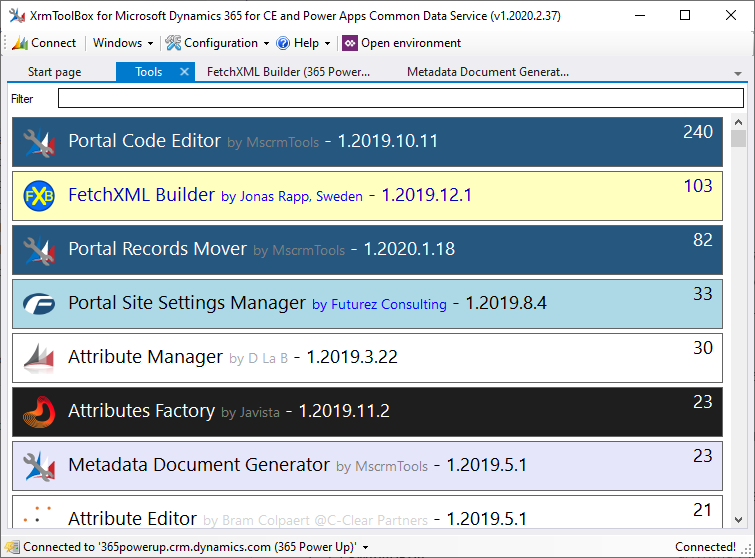 XrmToolBox for Microsoft Dynamics 365 for CE and Power Apps Common Data Service (v1.2020.2.37)
Connect Windows Configuration Help Open environment
Start page Tools FetchXML Builder (365 Power... Metadata Document Generat...
Filter
Portal Code Editor by MscrmTools - 1.2019.10.11 240
FXB FetchXML Builder by Jonas Rapp, Sweden - 1.2019.12.1 103
Portal Records Mover by MscrmTools - 1.2020.1.18 82
Portal Site Settings Manager by Futurez Consulting - 1.2019.8.4 33
Attribute Manager by D La B - 1.2019.3.22 30
Attributes Factory by Javista - 1.2019.11.2 23
Metadata Document Generator by MscrmTools - 1.2019.5.1 23
Attribute Editor by Bram Colpaert @C-Clear Partners - 1.2019.5.1 21
Connected to '365powerup.crm.dynamics.com (365 Power Up)' Connected!